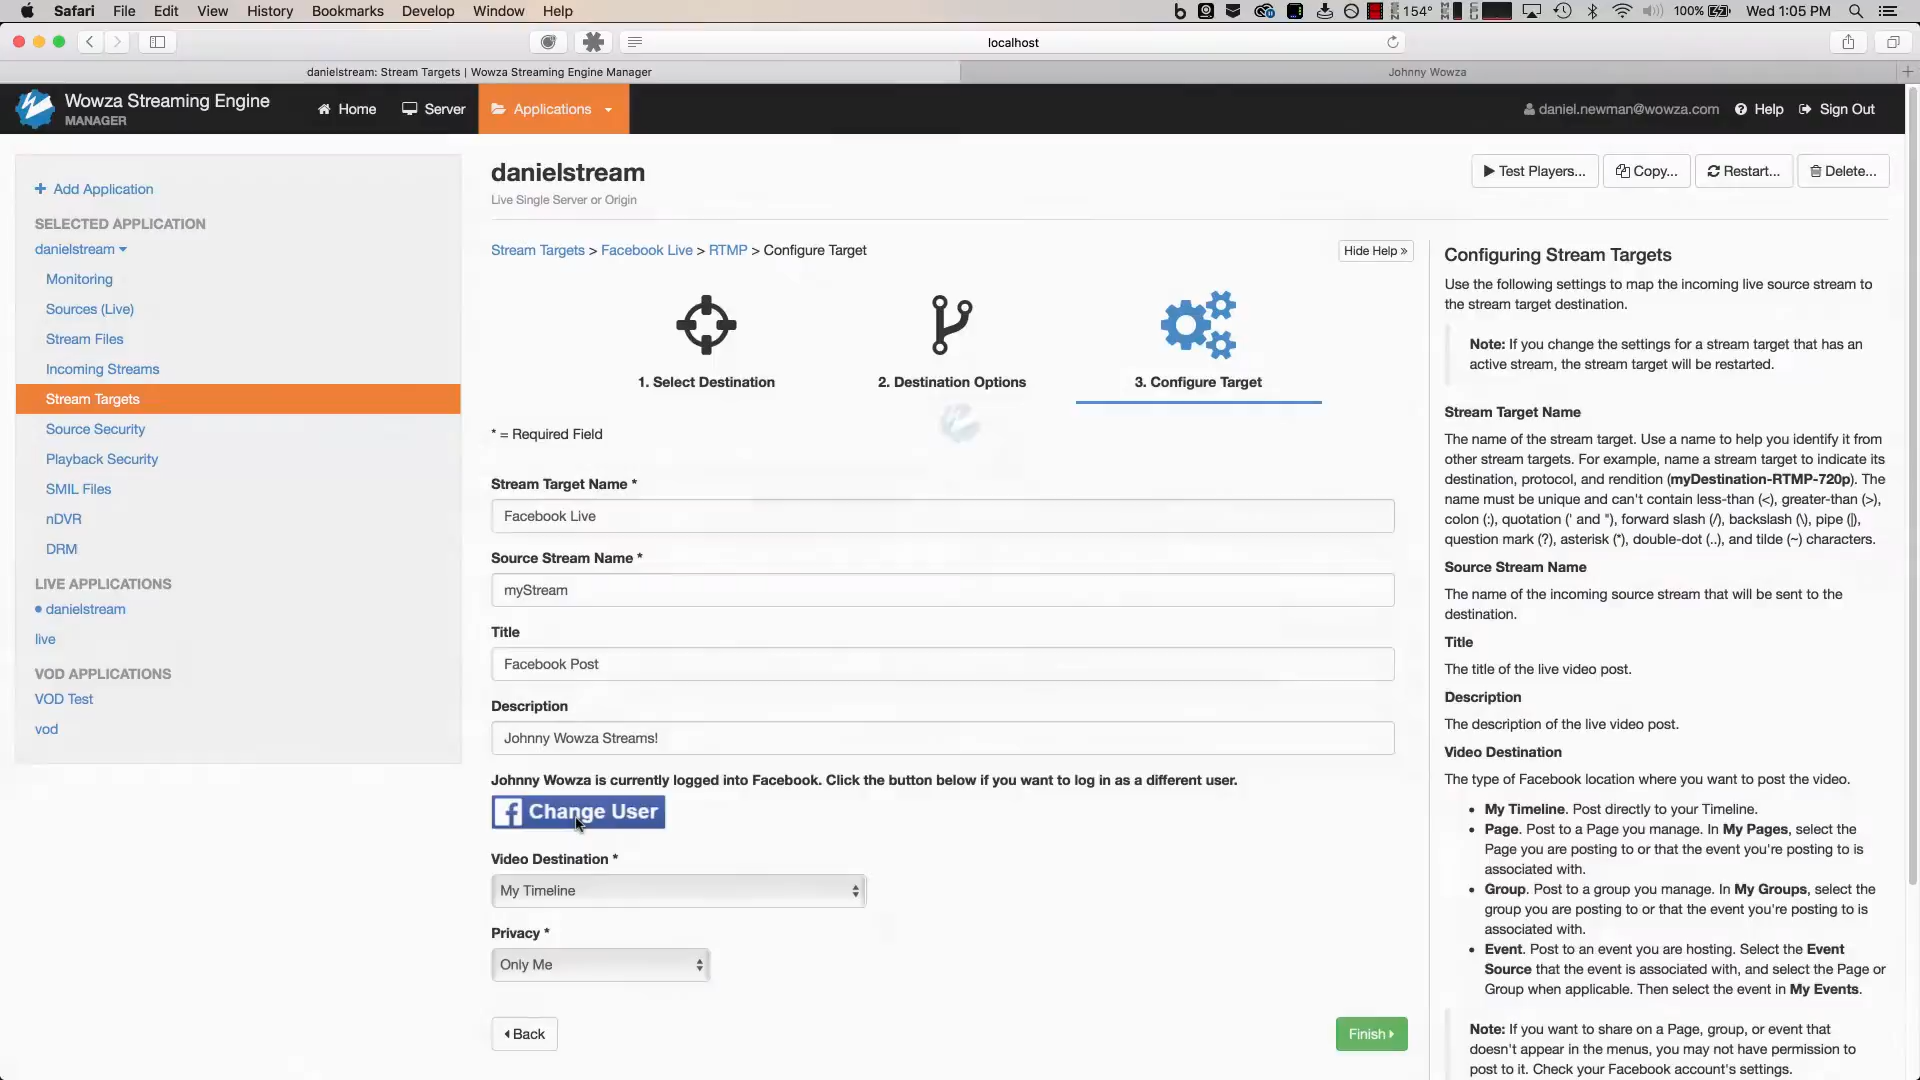 Safari File Edit View History Bookmarks Develop Window Help
154° 100% Wed 1:05 PM
localhost
danielstream: Stream Targets | Wowza Streaming Engine Manager
Johnny Wowza
Wowza Streaming Engine
MANAGER
Home Server Applications
daniel.newman@wowza.com Help Sign Out
+ Add Application
SELECTED APPLICATION
danielstream
Monitoring
Sources (Live)
Stream Files
Incoming Streams
Stream Targets
Source Security
Playback Security
SMIL Files
nDVR
DRM
LIVE APPLICATIONS
• danielstream
live
VOD APPLICATIONS
VOD Test
vod
danielstream
Live Single Server or Origin
Test Players... Copy... Restart... Delete...
Stream Targets > Facebook Live > RTMP > Configure Target
Hide Help »
1. Select Destination
2. Destination Options
3. Configure Target
* = Required Field
Stream Target Name *
Facebook Live
Source Stream Name *
myStream
Title
Facebook Post
Description
Johnny Wowza Streams!
Johnny Wowza is currently logged into Facebook. Click the button below if you want to log in as a different user.
f Change User
Video Destination *
My Timeline
Privacy *
Only Me
Back
Finish
Configuring Stream Targets
Use the following settings to map the incoming live source stream to
the stream target destination.
Note: If you change the settings for a stream target that has an
active stream, the stream target will be restarted.
Stream Target Name
The name of the stream target. Use a name to help you identify it from
other stream targets. For example, name a stream target to indicate its
destination, protocol, and rendition (myDestination-RTMP-720p). The
name must be unique and can't contain less-than (<), greater-than (>),
colon (:), quotation (' and "), forward slash (/), backslash (\), pipe (|),
question mark (?), asterisk (*), double-dot (..), and tilde (~) characters.
Source Stream Name
The name of the incoming source stream that will be sent to the
destination.
Title
The title of the live video post.
Description
The description of the live video post.
Video Destination
The type of Facebook location where you want to post the video.
• My Timeline. Post directly to your Timeline.
• Page. Post to a Page you manage. In My Pages, select the
Page you are posting to or that the event you're posting to is
associated with.
• Group. Post to a group you manage. In My Groups, select the
group you are posting to or that the event you're posting to is
associated with.
• Event. Post to an event you are hosting. Select the Event
Source that the event is associated with, and select the Page or
Group when applicable. Then select the event in My Events.
Note: If you want to share on a Page, group, or event that
doesn't appear in the menus, you may not have permission to
post to it. Check your Facebook account's settings.